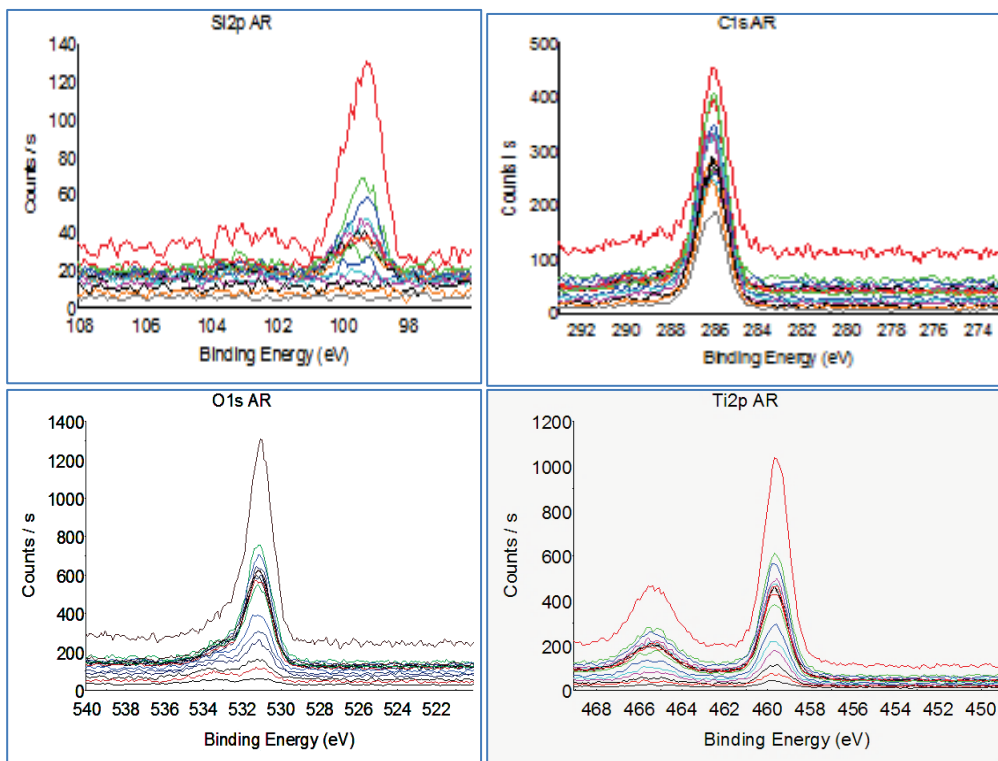 Si2p AR
140
120
100
80
60
40
20
0
Counts / s
108 106 104 102 100 98
Binding Energy (eV)
C1s AR
500
400
300
200
100
0
Counts / s
292 290 288 286 284 282 280 278 276 274
Binding Energy (eV)
O1s AR
1400
1200
1000
800
600
400
200
0
Counts / s
540 538 536 534 532 530 528 526 524 522
Binding Energy (eV)
Ti2p AR
1200
1000
800
600
400
200
0
Counts / s
468 466 464 462 460 458 456 454 452 450
Binding Energy (eV)